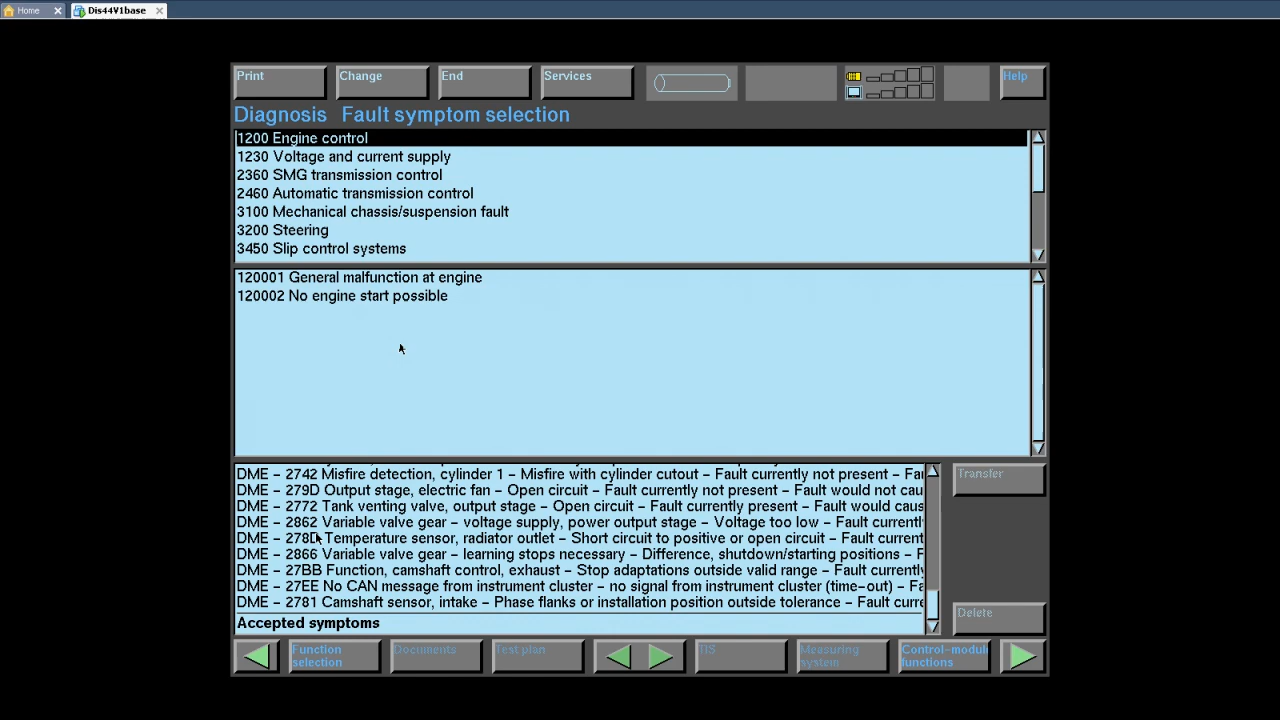 Home
Dis44V1base
Print
Change
End
Services
Help
Diagnosis Fault symptom selection
1200 Engine control
1230 Voltage and current supply
2360 SMG transmission control
2460 Automatic transmission control
3100 Mechanical chassis/suspension fault
3200 Steering
3450 Slip control systems
120001 General malfunction at engine
120002 No engine start possible
DME - 2742 Misfire detection, cylinder 1 - Misfire with cylinder cutout - Fault currently not present - Fau
DME - 279D Output stage, electric fan - Open circuit - Fault currently not present - Fault would not cau
DME - 2772 Tank venting valve, output stage - Open circuit - Fault currently present - Fault would caus
DME - 2862 Variable valve gear - voltage supply, power output stage - Voltage too low - Fault currentl
DME - 278D Temperature sensor, radiator outlet - Short circuit to positive or open circuit - Fault current
DME - 2866 Variable valve gear - learning stops necessary - Difference, shutdown/starting positions - F
DME - 27BB Function, camshaft control, exhaust - Stop adaptations outside valid range - Fault currently
DME - 27EE No CAN message from instrument cluster - no signal from instrument cluster (time-out) - Fa
DME - 2781 Camshaft sensor, intake - Phase flanks or installation position outside tolerance - Fault curre
Accepted symptoms
Transfer
Delete
Function
selection
Documents
Test plan
TIS
Measuring
system
Control-modul
functions